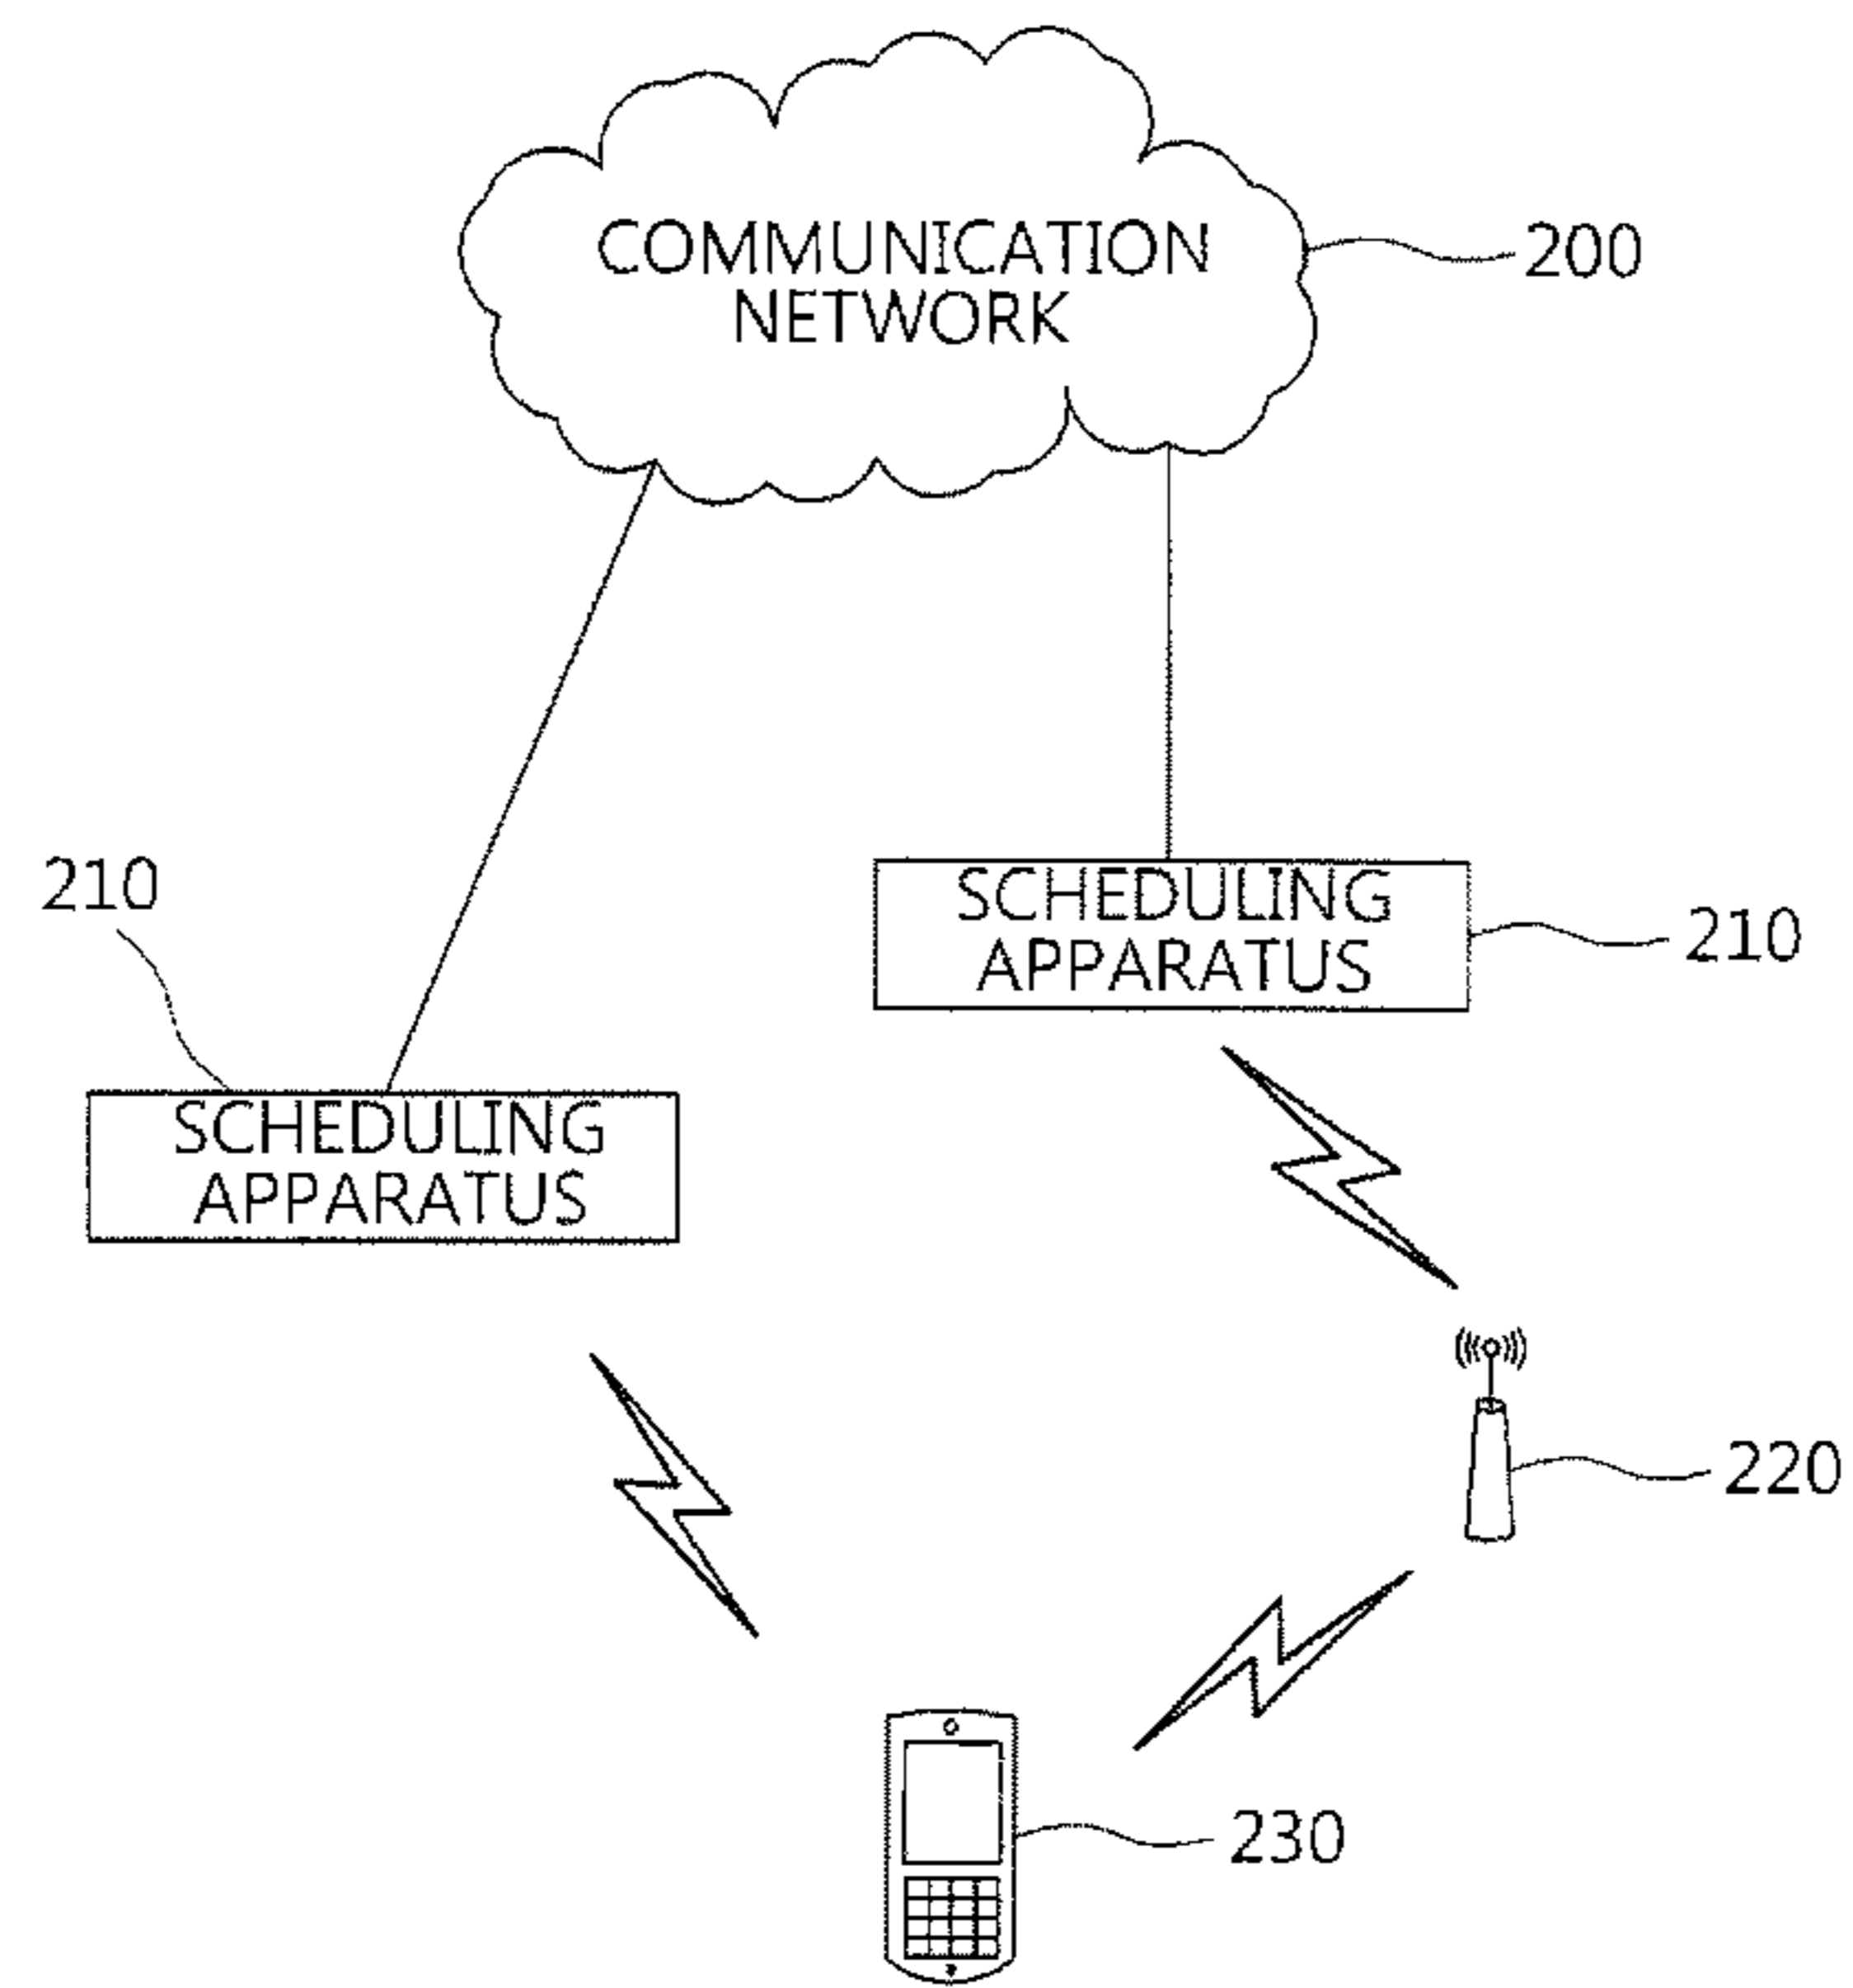 COMMUNICATION
NETWORK
200
210
SCHEDULING
APPARATUS
210
SCHEDULING
APPARATUS
220
230